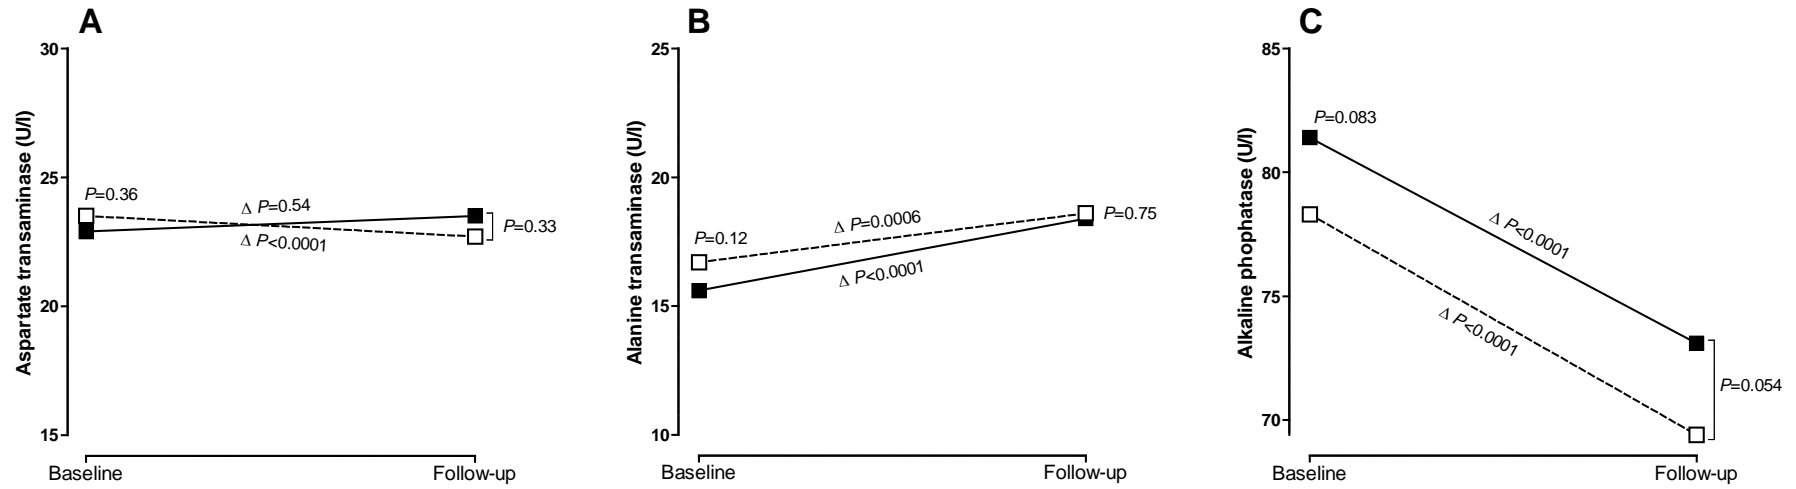 A
B
C
Aspartate transaminase (U/l)
30
25
20
15
P=0.36
Δ P=0.54
Δ P<0.0001
P=0.33
Baseline
Follow-up
Alanine transaminase (U/l)
25
20
15
10
P=0.12
Δ P=0.0006
Δ P<0.0001
P=0.75
Baseline
Follow-up
Alkaline phophatase (U/l)
85
80
75
70
P=0.083
Δ P<0.0001
Δ P<0.0001
P=0.054
Baseline
Follow-up